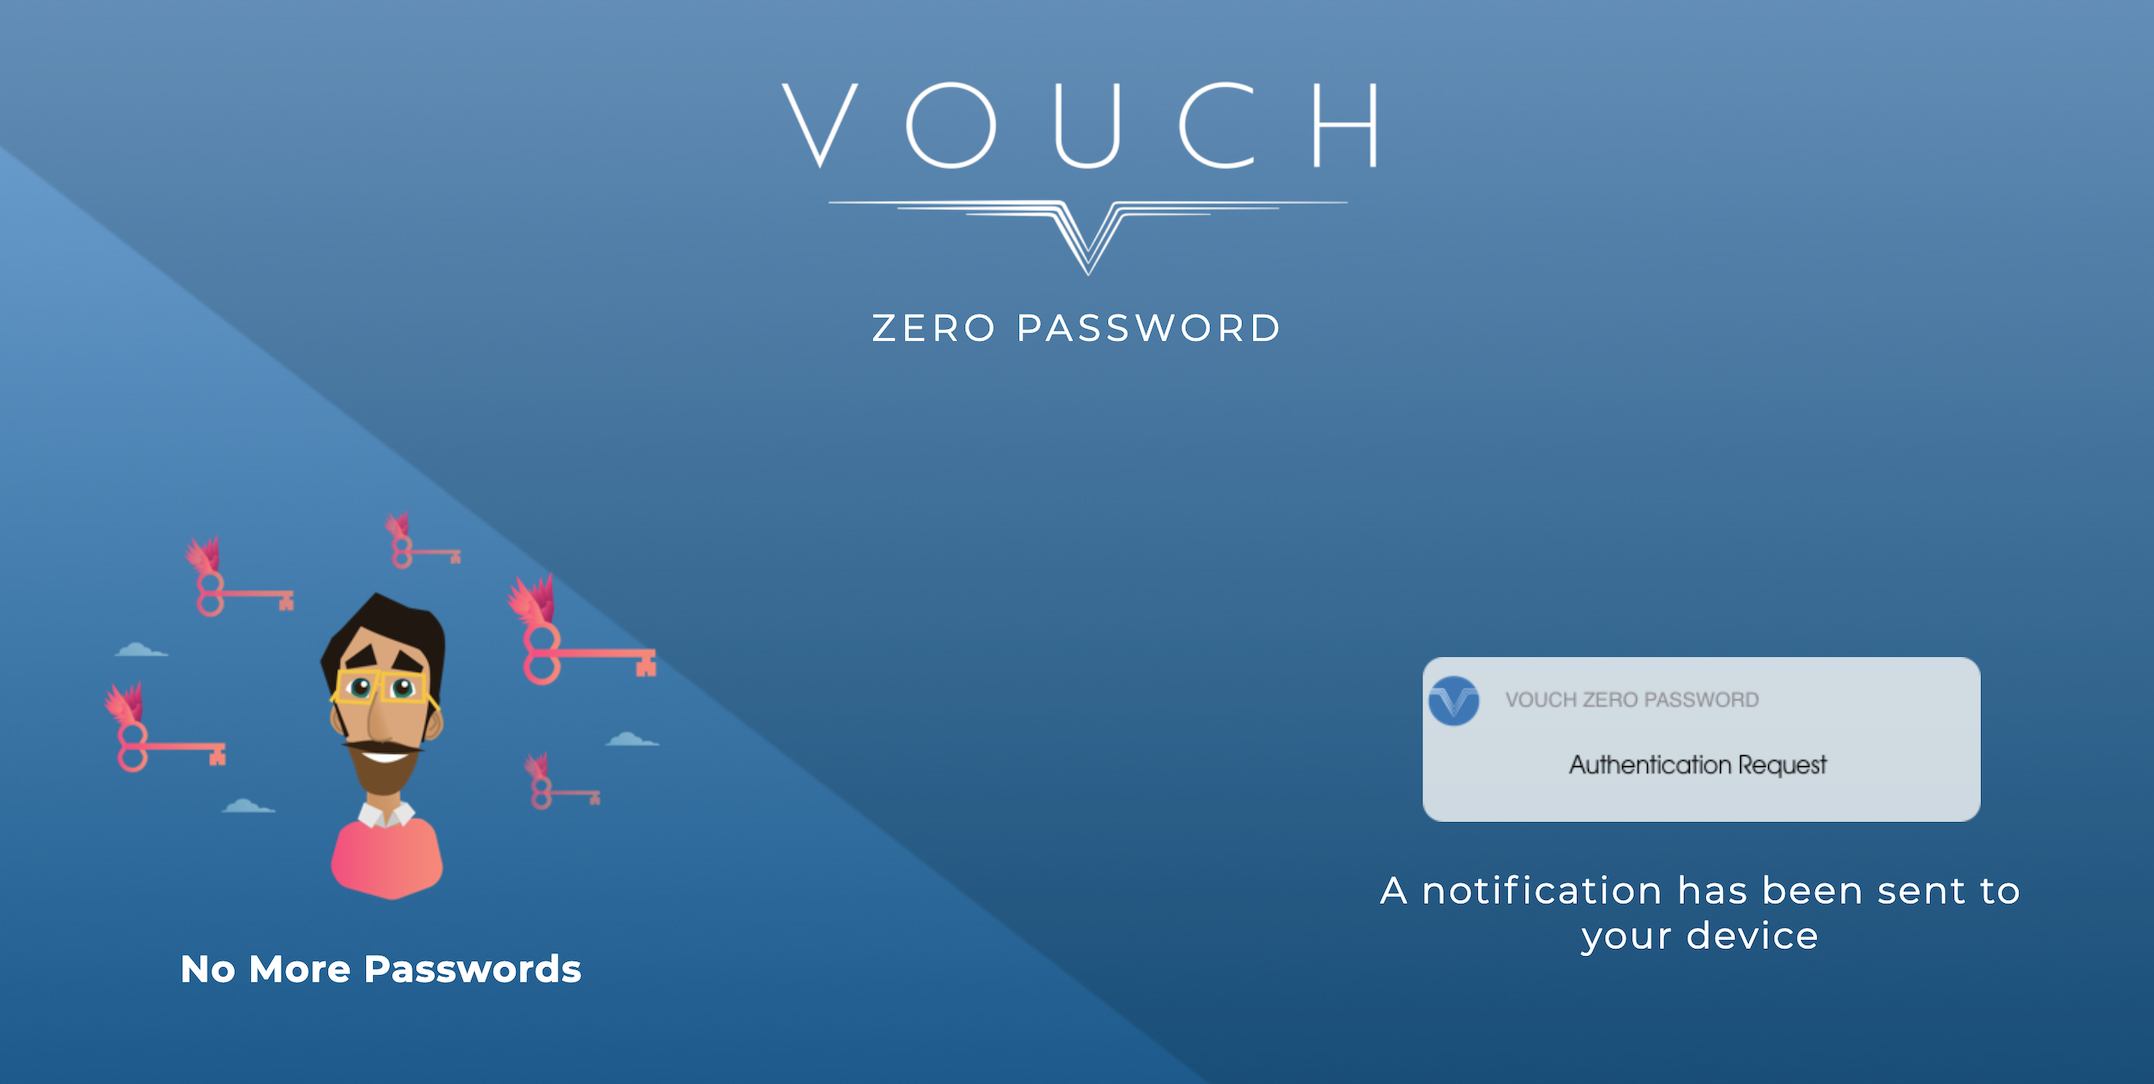 VOUCH
ZERO PASSWORD
No More Passwords
VOUCH ZERO PASSWORD
Authentication Request
A notification has been sent to
your device